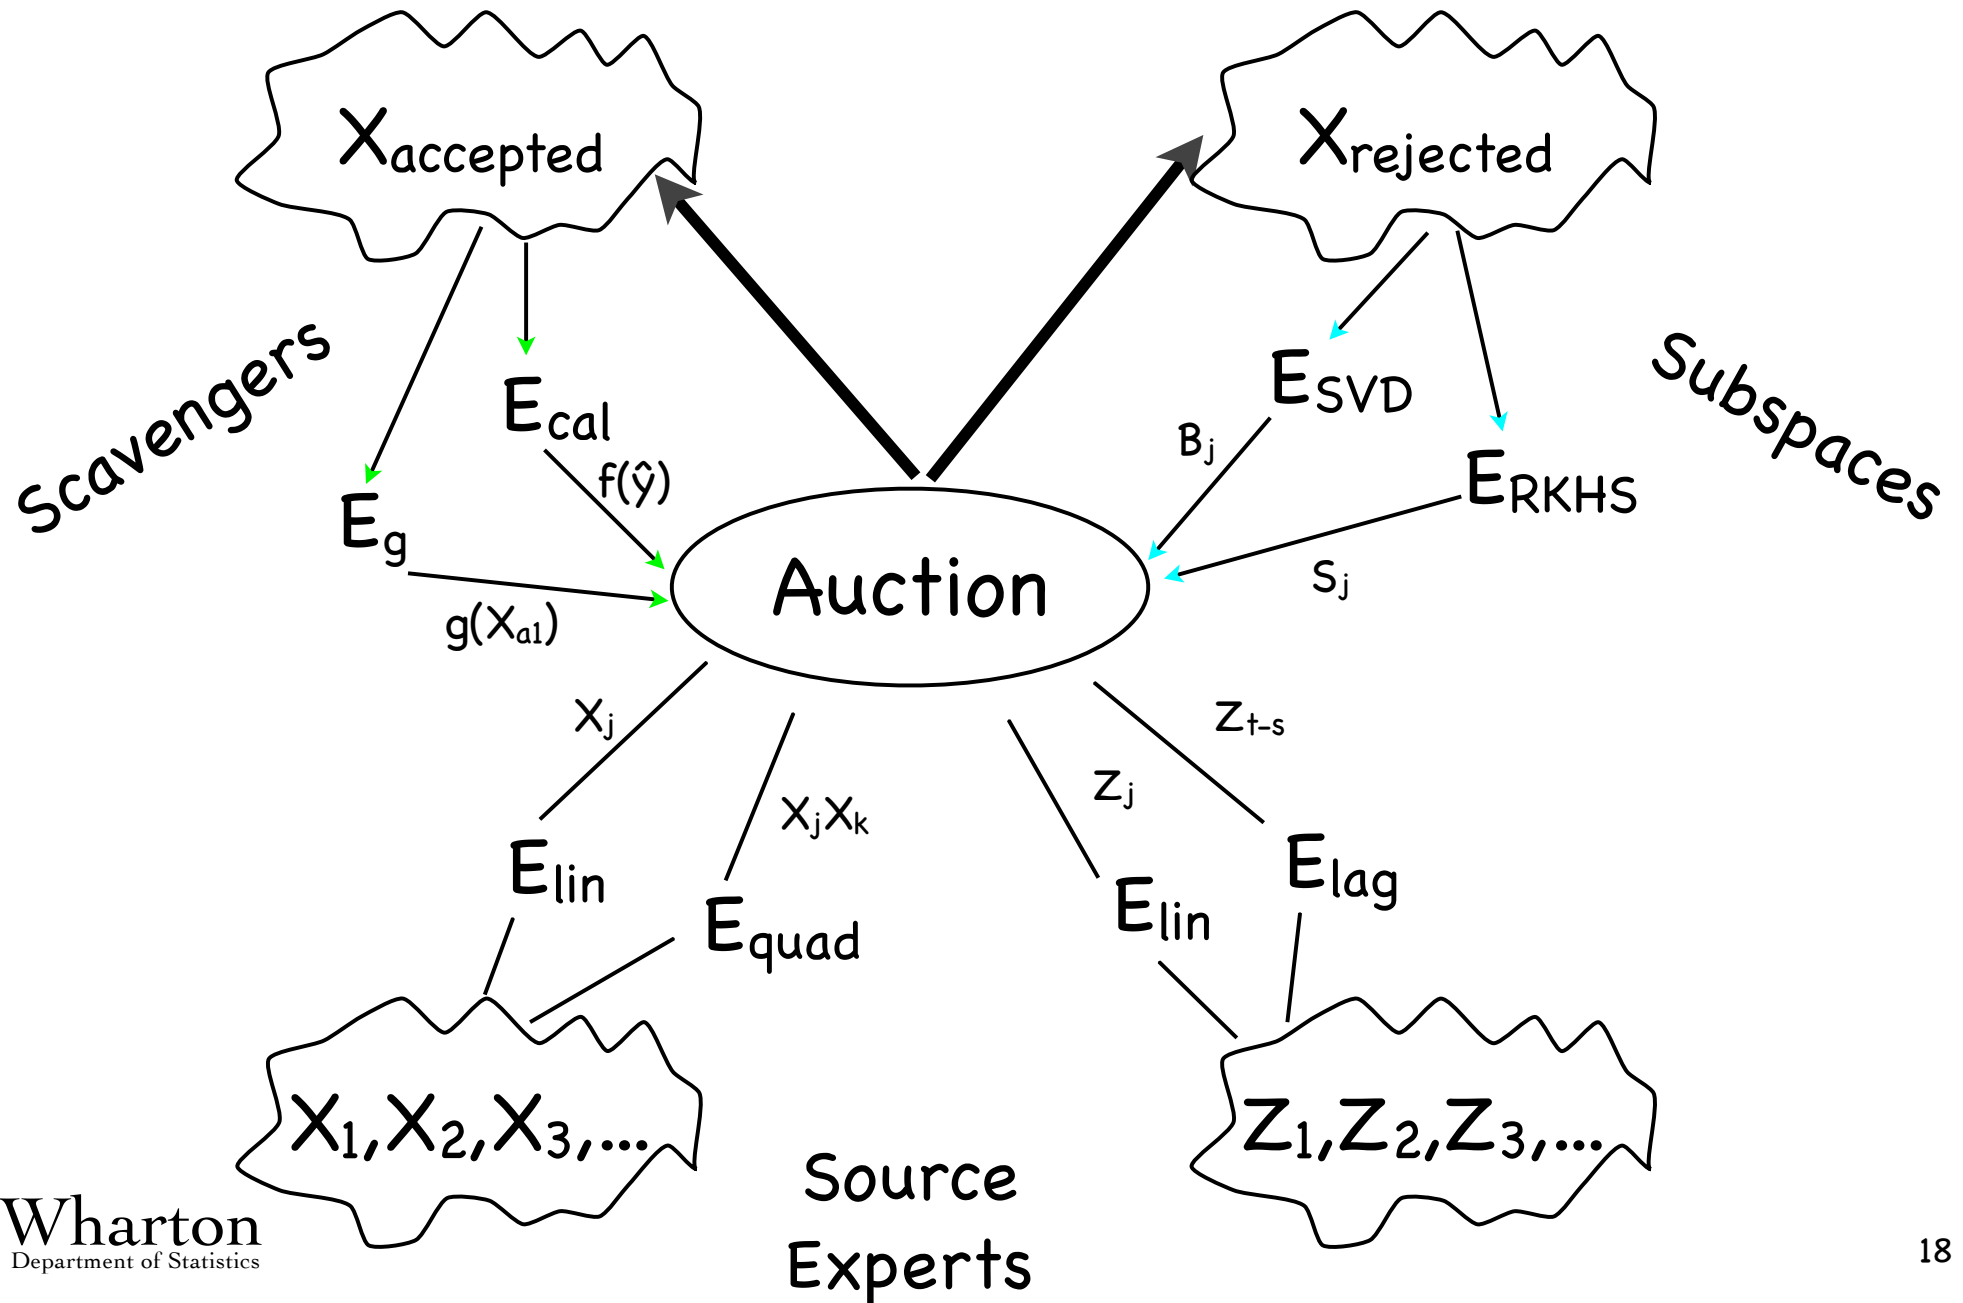 Xaccepted
Xrejected
Scavengers
Subspaces
Ecal
ESVD
f(ŷ)
Bj
Eg
ERKHS
Auction
g(Xa1)
Sj
Xj
Zt-s
XjXk
Zj
Elin
Equad
Elin
Elag
X1,X2,X3,...
Z1,Z2,Z3,...
Source
Experts
Wharton
Department of Statistics
18